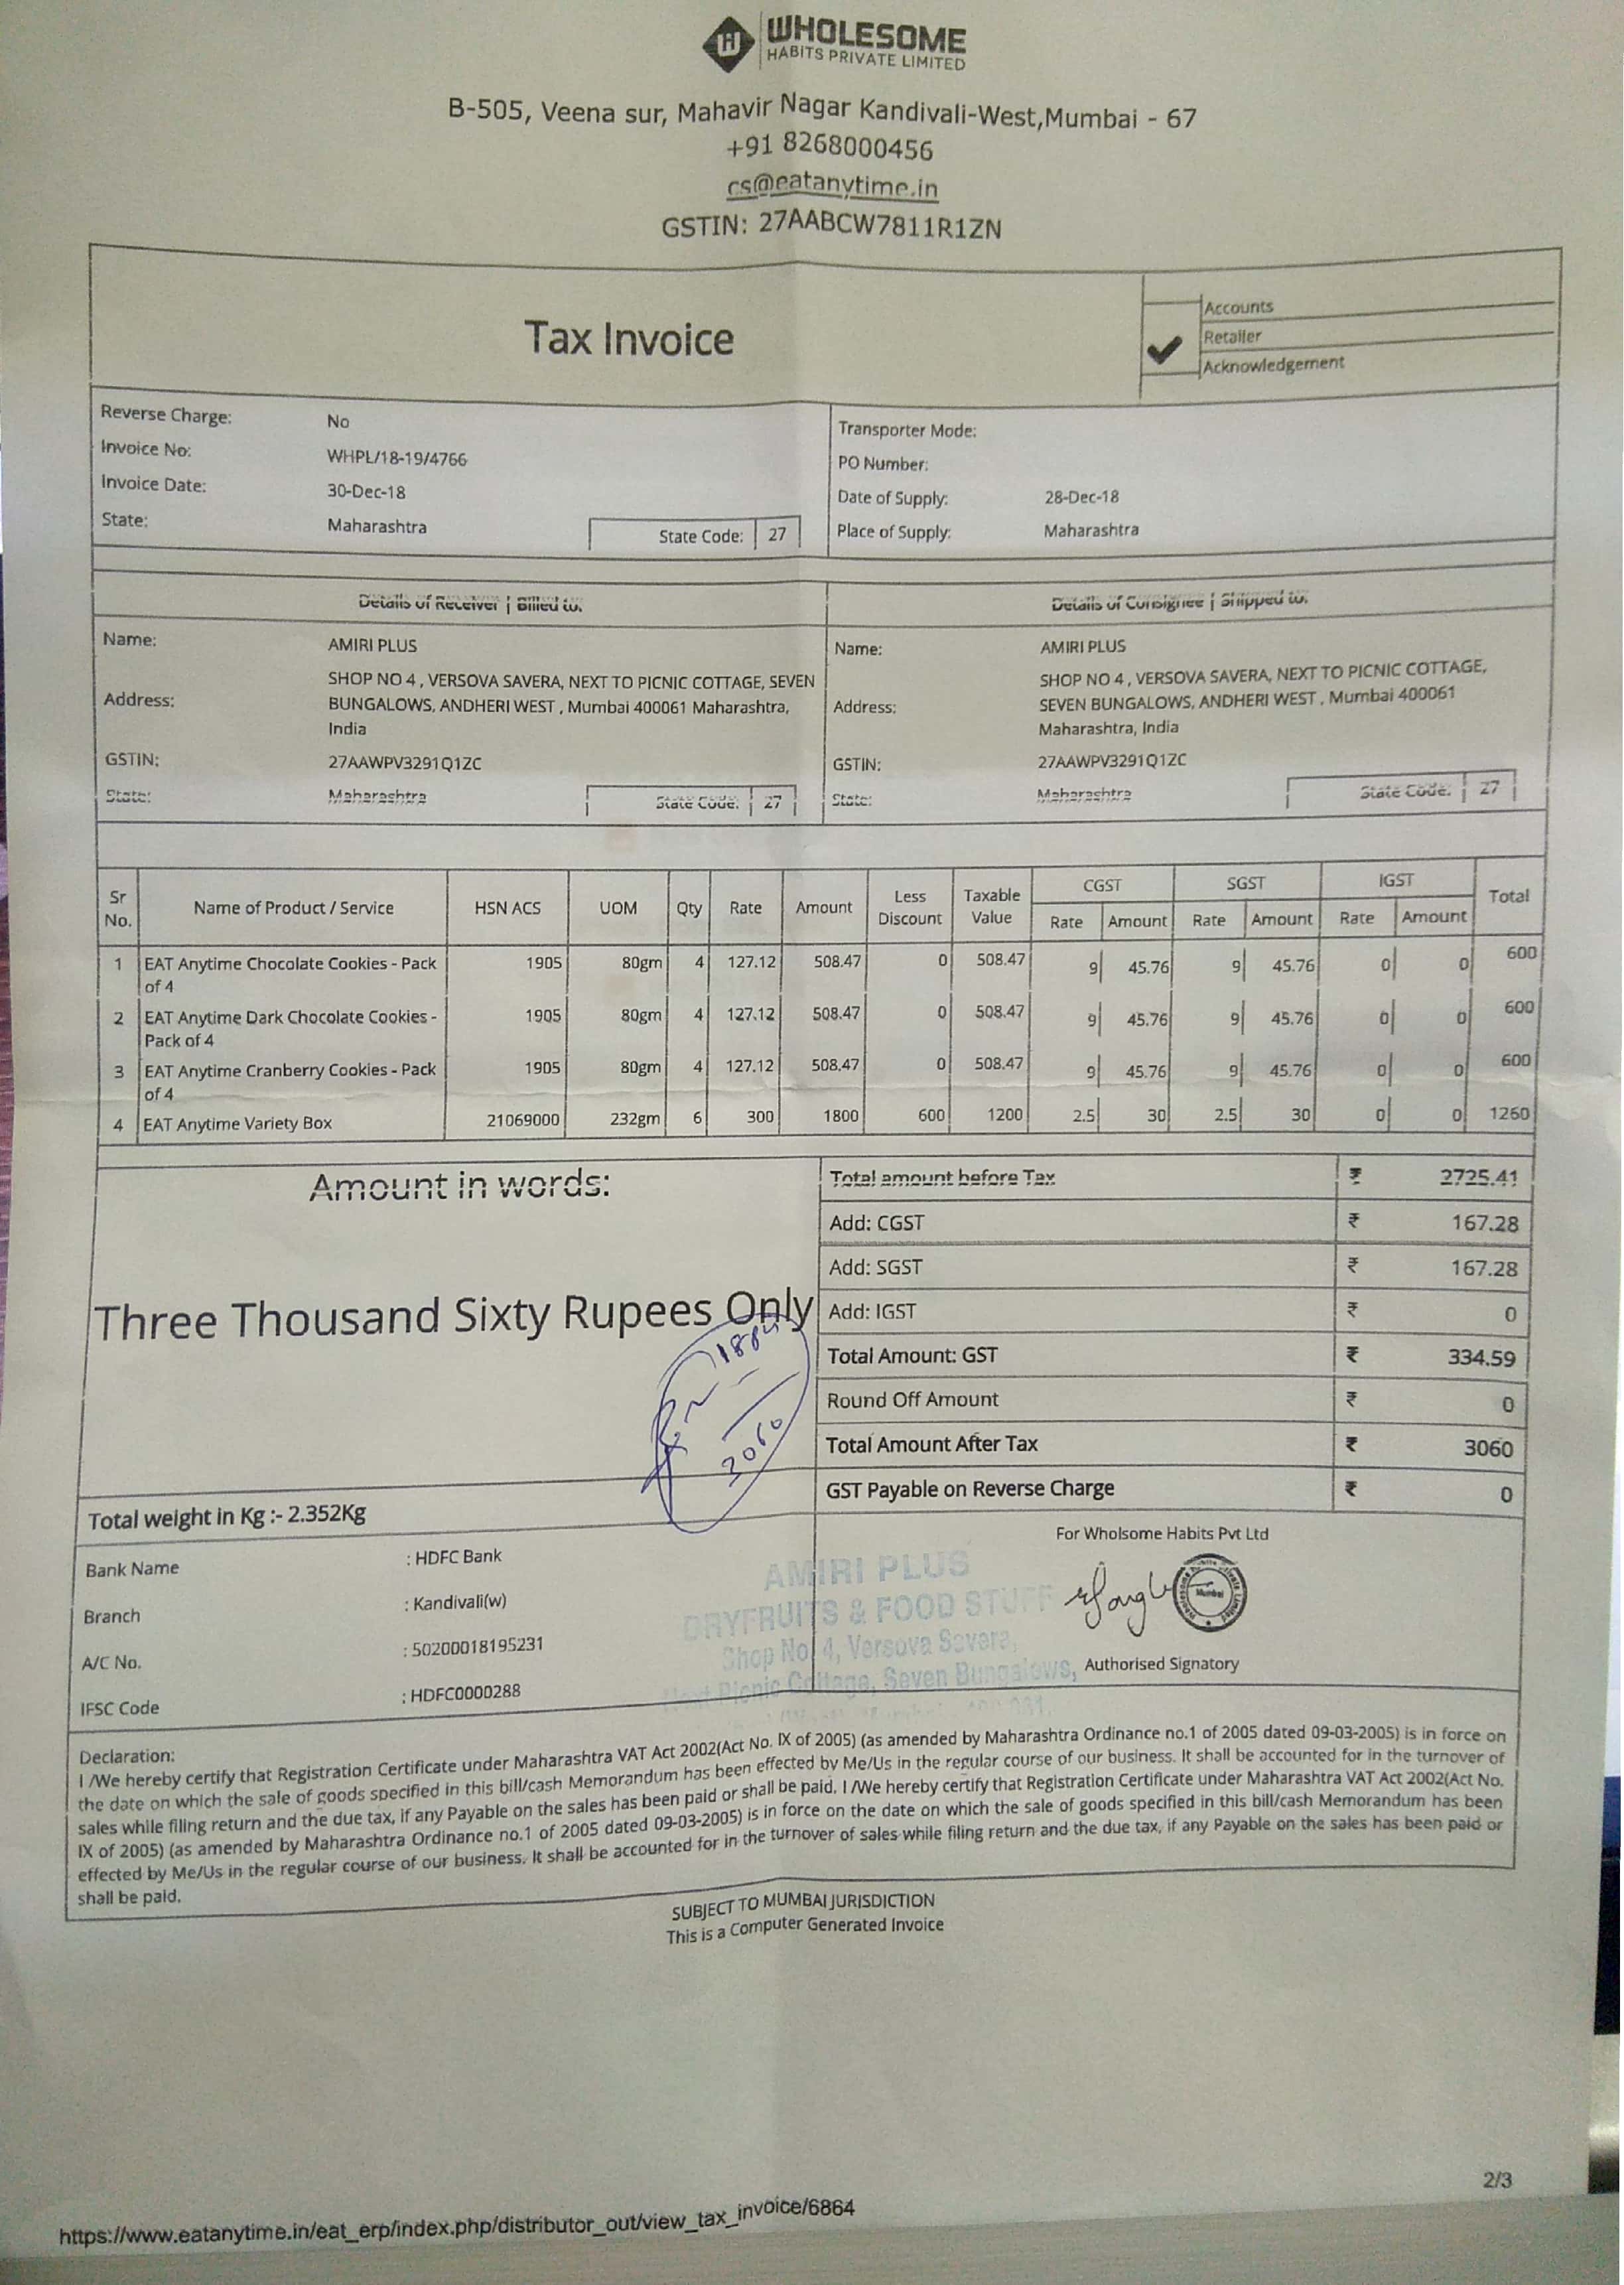 WHOLESOME
HABITS PRIVATE LIMITED
B-505, Veena sur, Mahavir Nagar Kandivali-West,Mumbai - 67
+91 8268000456
cs@eatanytime.in
GSTIN: 27AABCW7811R1ZN
Tax Invoice
Accounts
Retailer
Acknowledgement
Reverse Charge: No
Invoice No: WHPL/18-19/4766
Invoice Date: 30-Dec-18
State: Maharashtra State Code: 27
Transporter Mode:
PO Number:
Date of Supply: 28-Dec-18
Place of Supply: Maharashtra
Details of Receiver | Billed to:
Name: AMIRI PLUS
Address: SHOP NO 4 , VERSOVA SAVERA, NEXT TO PICNIC COTTAGE, SEVEN
BUNGALOWS, ANDHERI WEST , Mumbai 400061 Maharashtra,
India
GSTIN: 27AAWPV3291Q1ZC
State: Maharashtra State Code: 27
Details of Consignee | Shipped to:
Name: AMIRI PLUS
Address: SHOP NO 4 , VERSOVA SAVERA, NEXT TO PICNIC COTTAGE,
SEVEN BUNGALOWS, ANDHERI WEST , Mumbai 400061
Maharashtra, India
GSTIN: 27AAWPV3291Q1ZC
State: Maharashtra State Code: 27
Sr No. Name of Product / Service HSN ACS UOM Qty Rate Amount Less Discount Taxable Value CGST SGST IGST Total
Rate Amount Rate Amount Rate Amount
1 EAT Anytime Chocolate Cookies - Pack 1905 80gm 4 127.12 508.47 0 508.47 9 45.76 9 45.76 0 0 600
of 4
2 EAT Anytime Dark Chocolate Cookies - 1905 80gm 4 127.12 508.47 0 508.47 9 45.76 9 45.76 0 0 600
Pack of 4
3 EAT Anytime Cranberry Cookies - Pack 1905 80gm 4 127.12 508.47 0 508.47 9 45.76 9 45.76 0 0 600
of 4
4 EAT Anytime Variety Box 21069000 232gm 6 300 1800 600 1200 2.5 30 2.5 30 0 0 1260
Amount in words:
Three Thousand Sixty Rupees Only
3060
Total amount before Tax ₹ 2725.41
Add: CGST ₹ 167.28
Add: SGST ₹ 167.28
Add: IGST ₹ 0
Total Amount: GST ₹ 334.59
Round Off Amount ₹ 0
Total Amount After Tax ₹ 3060
GST Payable on Reverse Charge ₹ 0
Total weight in Kg :- 2.352Kg
Bank Name : HDFC Bank
Branch : Kandivali(w)
A/C No. : 50200018195231
IFSC Code : HDFC0000288
AMIRI PLUS
DRYFRUITS & FOOD STUFF
Shop No. 4, Versova Savera,
Next Picnic Cottage, Seven Bungalows,
For Wholsome Habits Pvt Ltd
Mumbai
Authorised Signatory
Declaration:
I /We hereby certify that Registration Certificate under Maharashtra VAT Act 2002(Act No. IX of 2005) (as amended by Maharashtra Ordinance no.1 of 2005 dated 09-03-2005) is in force on
the date on which the sale of goods specified in this bill/cash Memorandum has been effected by Me/Us in the regular course of our business. It shall be accounted for in the turnover of
sales while filing return and the due tax, if any Payable on the sales has been paid or shall be paid. I /We hereby certify that Registration Certificate under Maharashtra VAT Act 2002(Act No.
IX of 2005) (as amended by Maharashtra Ordinance no.1 of 2005 dated 09-03-2005) is in force on the date on which the sale of goods specified in this bill/cash Memorandum has been
effected by Me/Us in the regular course of our business. It shall be accounted for in the turnover of sales while filing return and the due tax, if any Payable on the sales has been paid or
shall be paid.
SUBJECT TO MUMBAI JURISDICTION
This is a Computer Generated Invoice
2/3
https://www.eatanytime.in/eat_erp/index.php/distributor_out/view_tax_invoice/6864